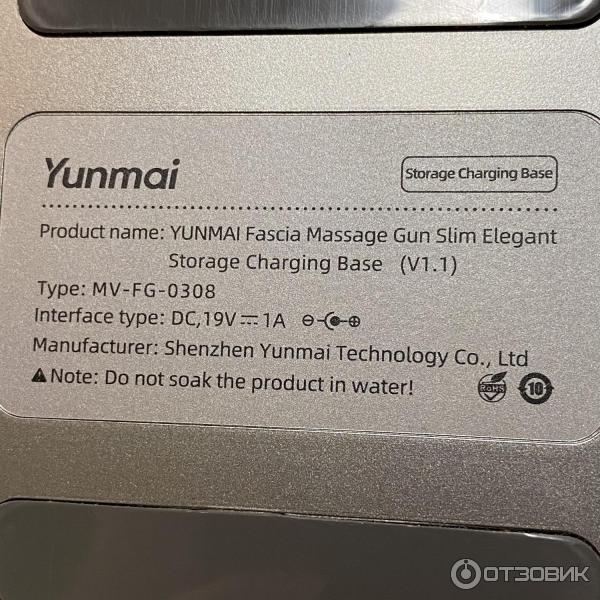 Yunmai
Storage Charging Base
Product name: YUNMAI Fascia Massage Gun Slim Elegant
Storage Charging Base (V1.1)
Type: MV-FG-0308
Interface type: DC,19V⎓1A ⊖-⊕
Manufacturer: Shenzhen Yunmai Technology Co., Ltd
⚠Note: Do not soak the product in water!
RoHS
10
ОТЗОВИК